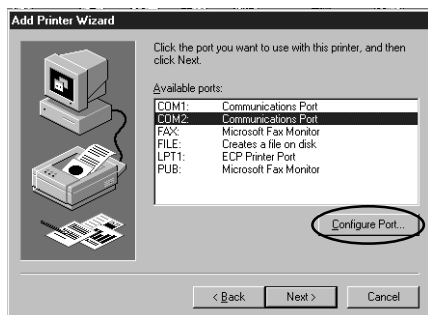 Add Printer Wizard
Click the port you want to use with this printer, and then
click Next.
Available ports:
COM1: Communications Port
COM2: Communications Port
FAX: Microsoft Fax Monitor
FILE: Creates a file on disk
LPT1: ECP Printer Port
PUB: Microsoft Fax Monitor
Configure Port...
< Back Next > Cancel